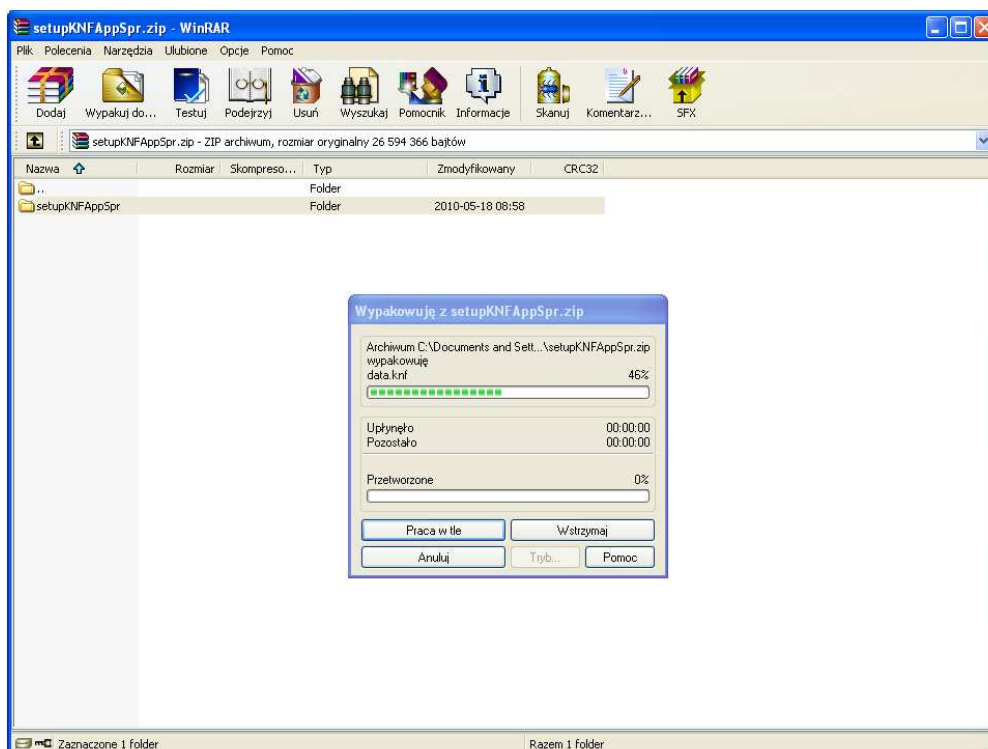 setupKNFAppSpr.zip - WinRAR
Plik Polecenia Narzędzia Ulubione Opcje Pomoc
Dodaj Wypakuj do... Testuj Podejrzyj Usuń Wyszukaj Pomocnik Informacje Skanuj Komentarz... SFX
setupKNFAppSpr.zip - ZIP archiwum, rozmiar oryginalny 26 594 366 bajtów
Nazwa Rozmiar Skompreso... Typ Zmodyfikowany CRC32
.. Folder
setupKNFAppSpr Folder 2010-05-18 08:58
Wypakowuję z setupKNFAppSpr.zip
Archiwum C:\Documents and Sett...\setupKNFAppSpr.zip
wypakowuję
data.knf 46%
Upłynęło 00:00:00
Pozostało 00:00:00
Przetworzone 0%
Praca w tle Wstrzymaj
Anuluj Tryb... Pomoc
Zaznaczone 1 folder Razem 1 folder